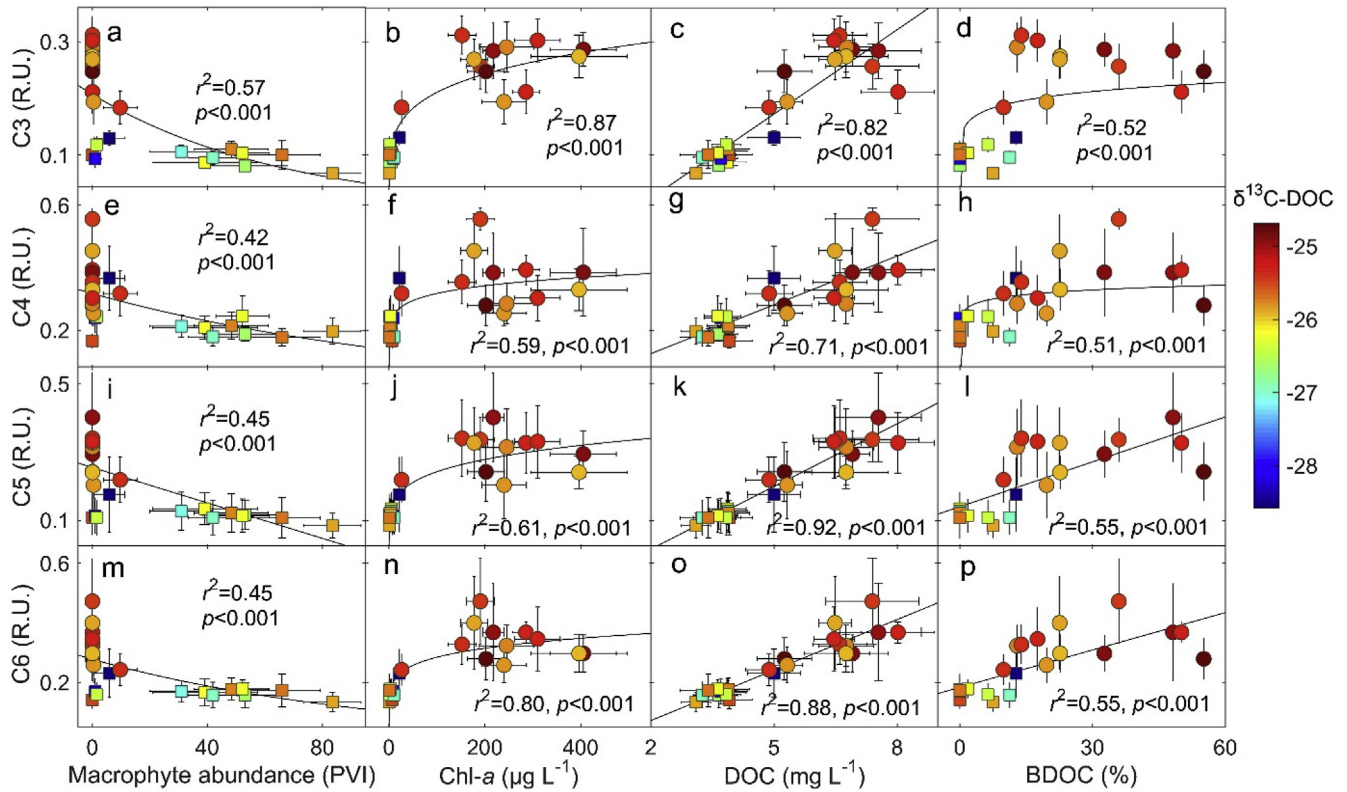 a b c d
C3 (R.U.)
0.3
0.1
r²=0.57
p<0.001
r²=0.87
p<0.001
r²=0.82
p<0.001
r²=0.52
p<0.001
e f g h
C4 (R.U.)
0.6
0.2
r²=0.42
p<0.001
r²=0.59, p<0.001
r²=0.71, p<0.001
r²=0.51, p<0.001
i j k l
C5 (R.U.)
0.5
0.1
r²=0.45
p<0.001
r²=0.61, p<0.001
r²=0.92, p<0.001
r²=0.55, p<0.001
m n o p
C6 (R.U.)
0.6
0.2
r²=0.45
p<0.001
r²=0.80, p<0.001
r²=0.88, p<0.001
r²=0.55, p<0.001
0 40 80 0 200 400 2 5 8 0 30 60
Macrophyte abundance (PVI) Chl-a (µg L⁻¹) DOC (mg L⁻¹) BDOC (%)
δ¹³C-DOC
-25
-26
-27
-28